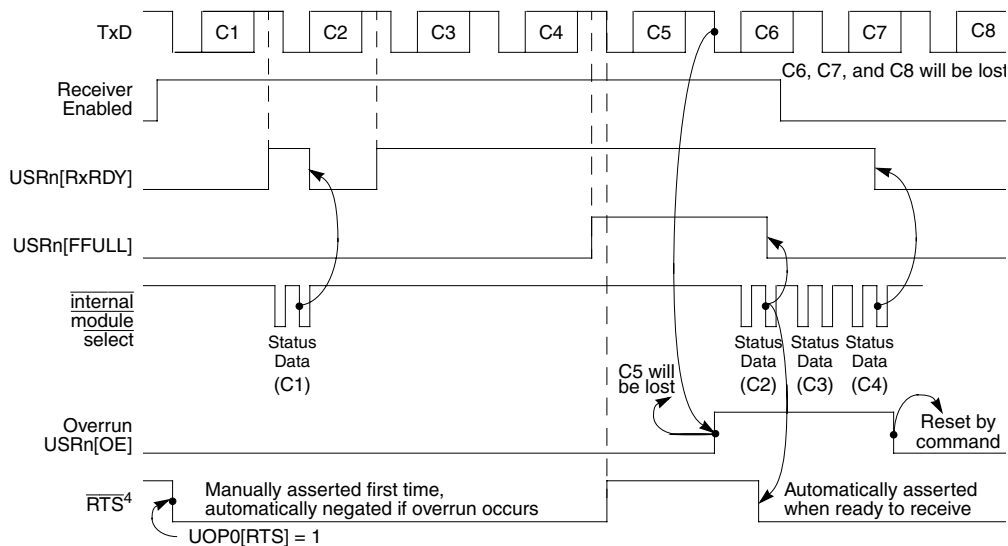 TxD
C1
C2
C3
C4
C5
C6
C7
C8
C6, C7, and C8 will be lost
Receiver
Enabled
USRn[RxRDY]
USRn[FFULL]
internal
module
select
Status
Data
(C1)
Status
Data
(C2)
Status
Data
(C3)
Status
Data
(C4)
C5 will
be lost
Overrun
USRn[OE]
Reset by
command
RTS4
Manually asserted first time,
automatically negated if overrun occurs
Automatically asserted
when ready to receive
UOP0[RTS] = 1